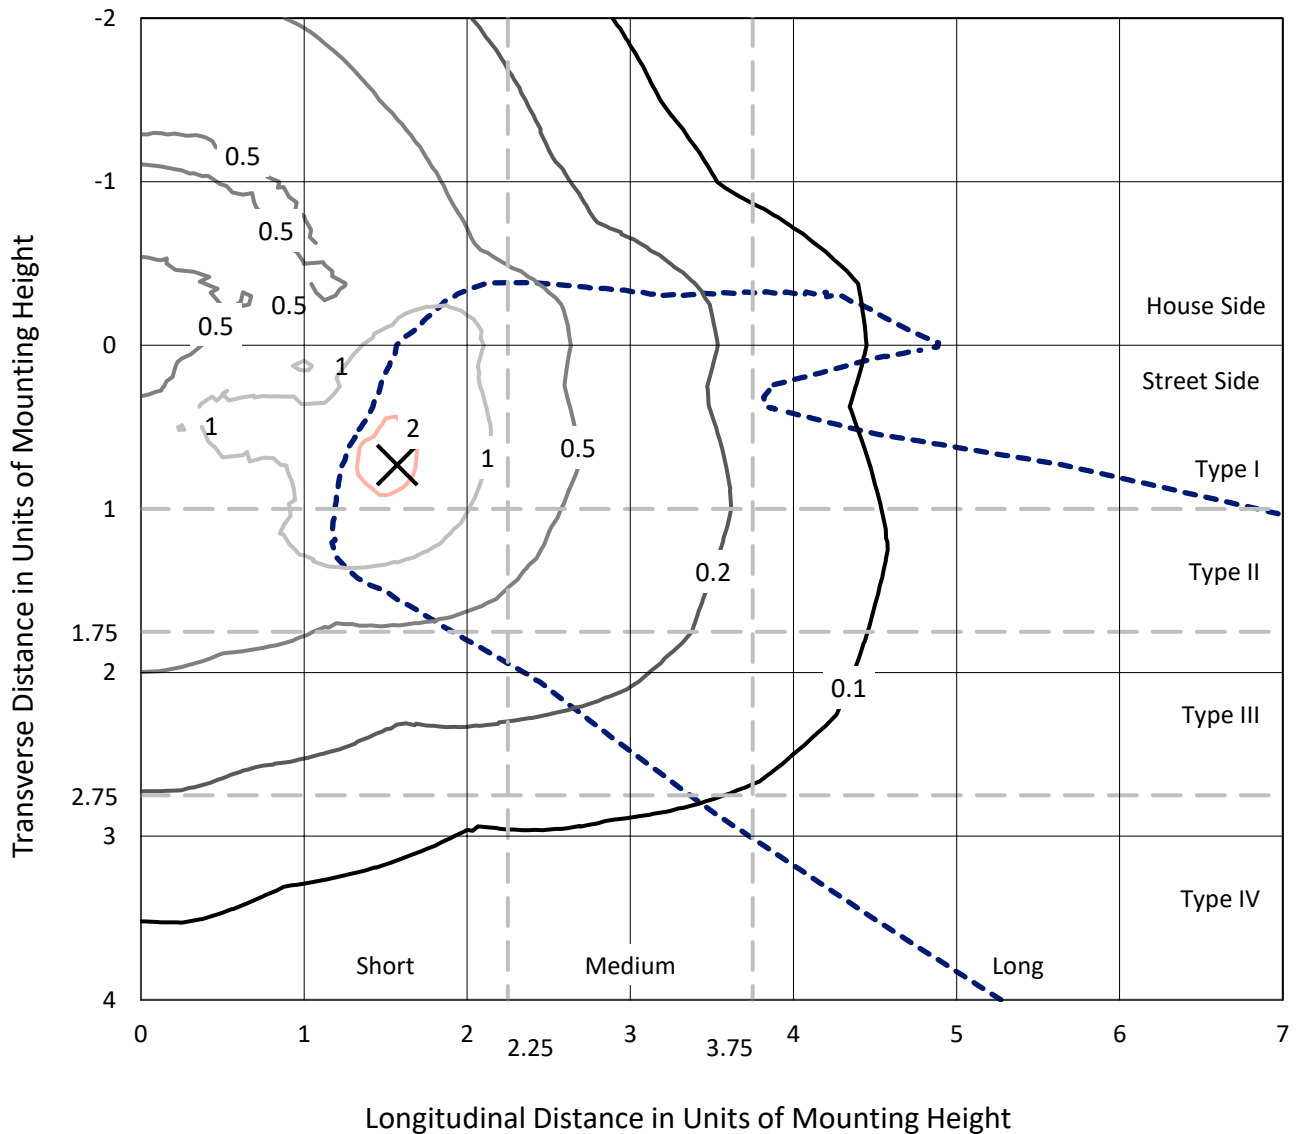 -2
0.5
-1
0.5
0.5
House Side
0.5
0
1
Street Side
2
1
0.5
1
Type I
1
0.2
Type II
1.75
2
0.1
Type III
2.75
3
Type IV
Short
Medium
Long
4
0
1
2
2.25
3
3.75
4
5
6
7
Longitudinal Distance in Units of Mounting Height
Transverse Distance in Units of Mounting Height